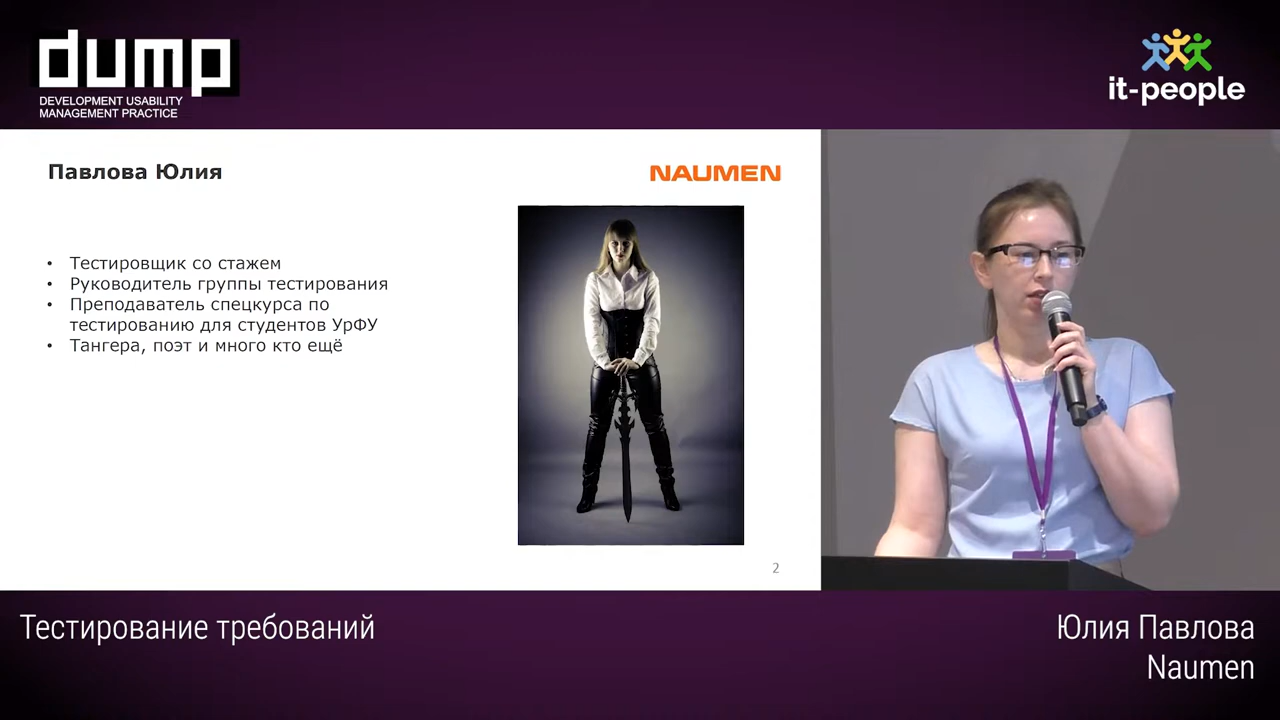 dump
DEVELOPMENT USABILITY
MANAGEMENT PRACTICE
it-people
Павлова Юлия
NAUMEN
• Тестировщик со стажем
• Руководитель группы тестирования
• Преподаватель спецкурса по
тестированию для студентов УрФУ
• Тангера, поэт и много кто ещё
2
Тестирование требований
Юлия Павлова
Naumen